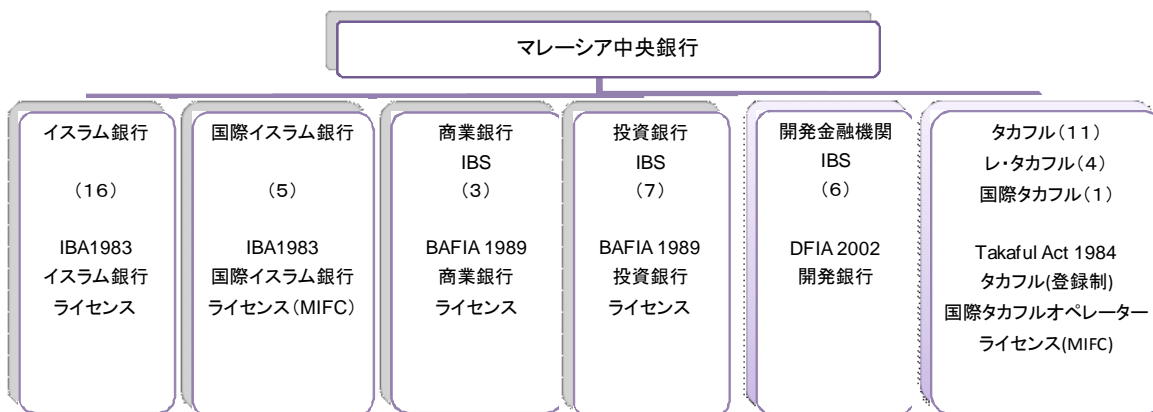 マレーシア中央銀行
イスラム銀行
（１６）
IBA1983
イスラム銀行
ライセンス
国際イスラム銀行
（５）
IBA1983
国際イスラム銀行
ライセンス（MIFC）
商業銀行
IBS
（３）
BAFIA 1989
商業銀行
ライセンス
投資銀行
IBS
（７）
BAFIA 1989
投資銀行
ライセンス
開発金融機関
IBS
（６）
DFIA 2002
開発銀行
タカフル（１１）
レ・タカフル（４）
国際タカフル（１）
Takaful Act 1984
タカフル(登録制)
国際タカフルオペレーター
ライセンス(MIFC)